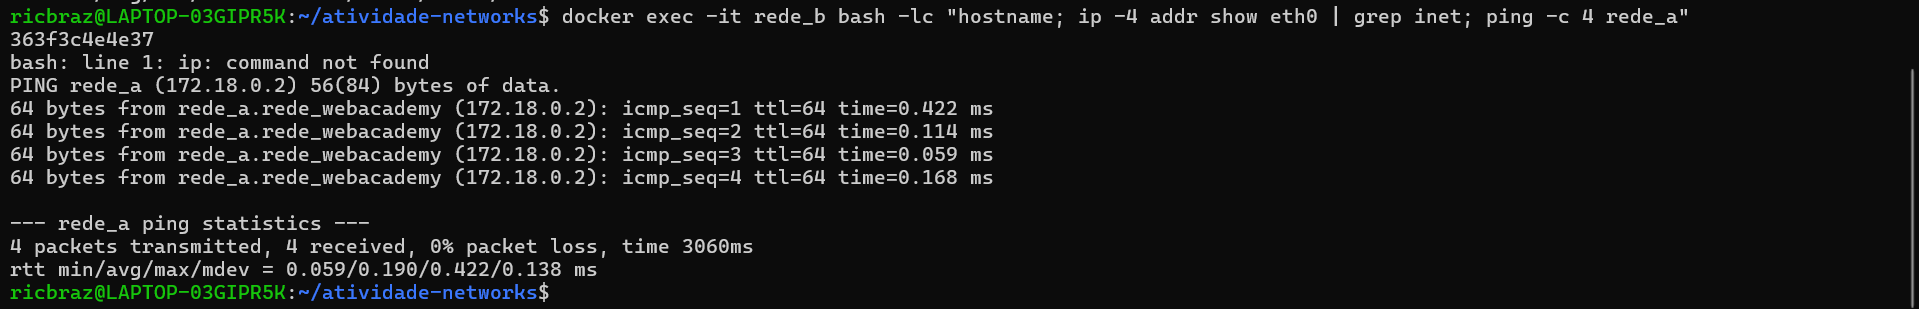 ricbraz@LAPTOP-03GIPR5K:~/atividade-networks$ docker exec -it rede_b bash -lc "hostname; ip -4 addr show eth0 | grep inet; ping -c 4 rede_a"
363f3c4e4e37
bash: line 1: ip: command not found
PING rede_a (172.18.0.2) 56(84) bytes of data.
64 bytes from rede_a.rede_webacademy (172.18.0.2): icmp_seq=1 ttl=64 time=0.422 ms
64 bytes from rede_a.rede_webacademy (172.18.0.2): icmp_seq=2 ttl=64 time=0.114 ms
64 bytes from rede_a.rede_webacademy (172.18.0.2): icmp_seq=3 ttl=64 time=0.059 ms
64 bytes from rede_a.rede_webacademy (172.18.0.2): icmp_seq=4 ttl=64 time=0.168 ms

--- rede_a ping statistics ---
4 packets transmitted, 4 received, 0% packet loss, time 3060ms
rtt min/avg/max/mdev = 0.059/0.190/0.422/0.138 ms
ricbraz@LAPTOP-03GIPR5K:~/atividade-networks$